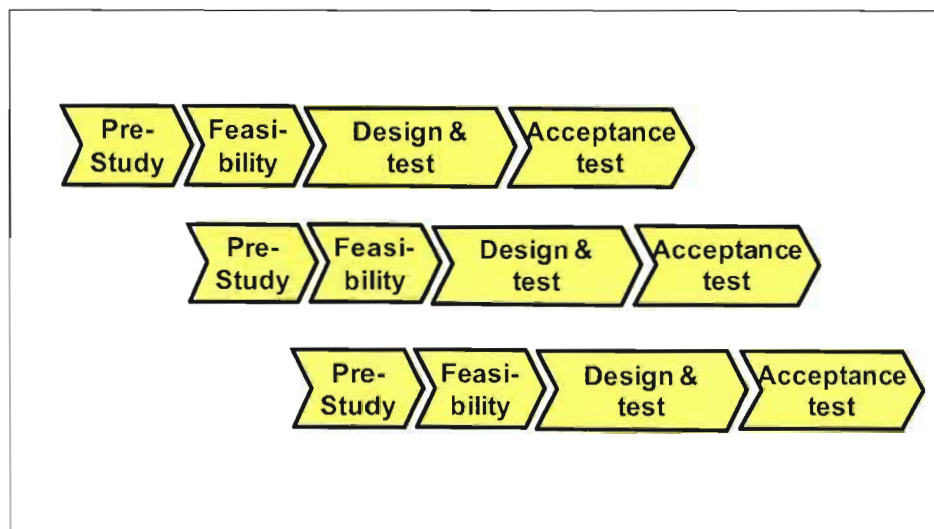 Pre-
Study
Feasi-
bility
Design &
test
Acceptance
test
Pre-
Study
Feasi-
bility
Design &
test
Acceptance
test
Pre-
Study
Feasi-
bility
Design &
test
Acceptance
test